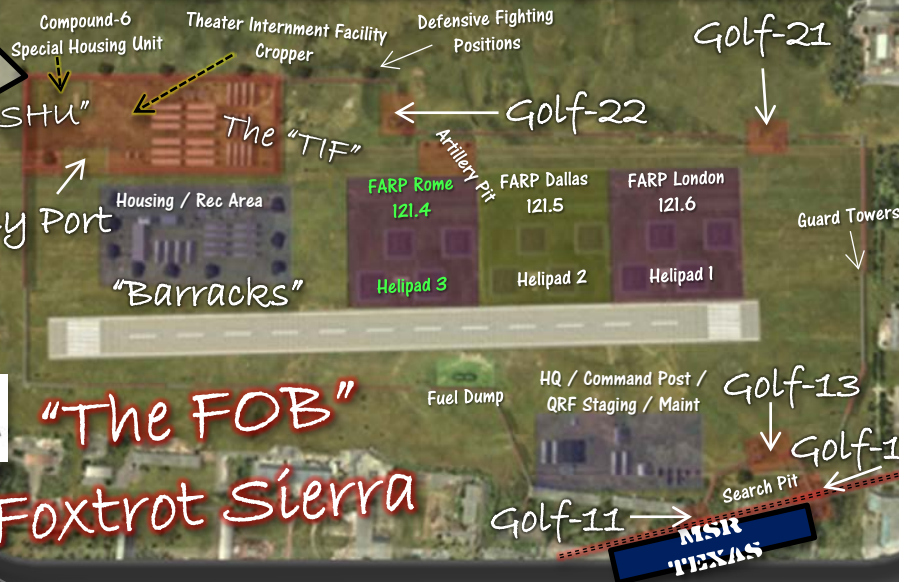 Compound-6
Special Housing Unit
Theater Internment Facility
Cropper
Defensive Fighting
Positions
Golf-21
SHU"
The "TIF"
Golf-22
Artillery Pit
y Port
Housing / Rec Area
"Barracks"
FARP Rome
121.4
Helipad 3
FARP Dallas
121.5
Helipad 2
FARP London
121.6
Helipad 1
Guard Towers
"The FOB"
Foxtrot Sierra
Fuel Dump
HQ / Command Post /
QRF Staging / Maint
Golf-13
Golf-1
Search Pit
Golf-11
MSR
TEXAS